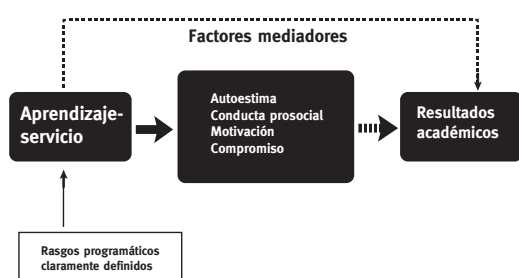 Factores mediadores
Aprendizaje-
servicio
Autoestima
Conducta prosocial
Motivación
Compromiso
Resultados
académicos
Rasgos programáticos
claramente definidos